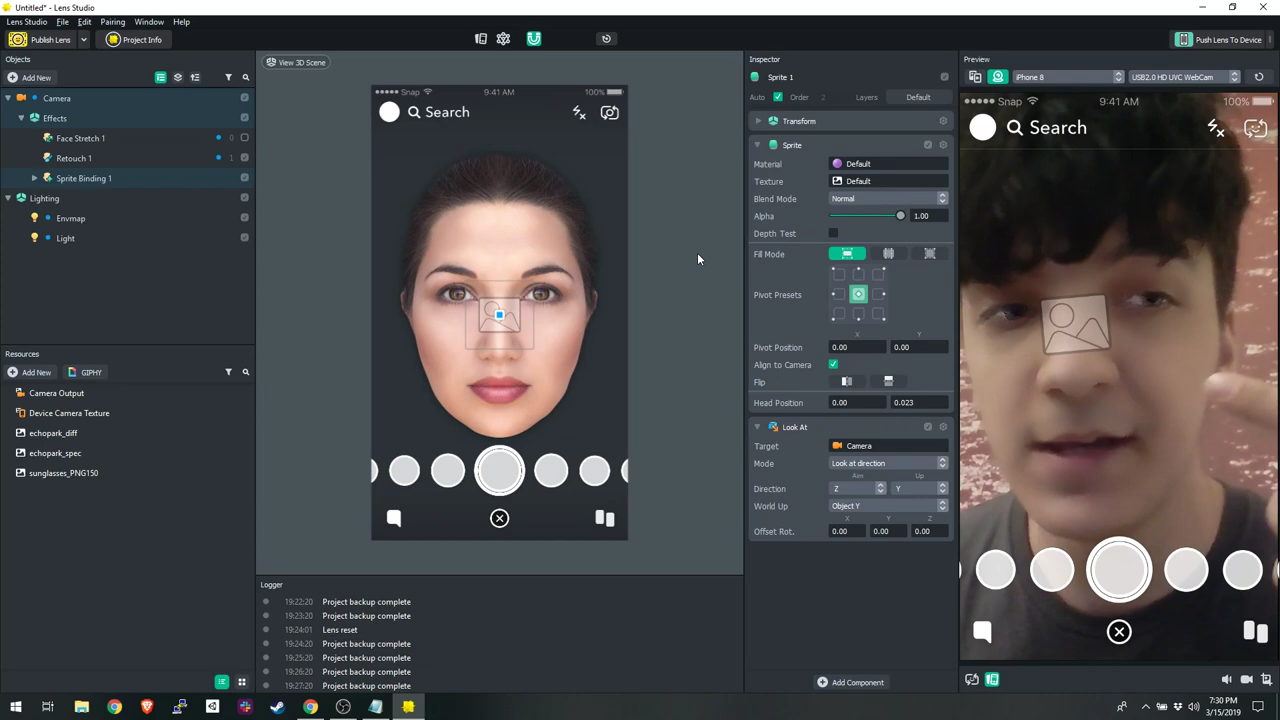 Untitled* - Lens Studio
Lens Studio File Edit Pairing Window Help
Publish Lens Project Info Push Lens To Device
Objects
Add New
Camera
Effects
Face Stretch 1 0
Retouch 1 1
Sprite Binding 1
Lighting
Envmap
Light
Resources
Add New GIPHY
Camera Output
Device Camera Texture
echopark_diff
echopark_spec
sunglasses_PNG150
View 3D Scene
Snap 9:41 AM 100%
Search
Logger
19:22:20 Project backup complete
19:23:20 Project backup complete
19:24:01 Lens reset
19:24:20 Project backup complete
19:25:20 Project backup complete
19:26:20 Project backup complete
19:27:20 Project backup complete
Inspector
Sprite 1
Auto Order 2 Layers Default
Transform
Sprite
Material Default
Texture Default
Blend Mode Normal
Alpha 1.00
Depth Test
Fill Mode
Pivot Presets
X Y
Pivot Position 0.00 0.00
Align to Camera
Flip
Head Position 0.00 0.023
Look At
Target Camera
Mode Look at direction
Aim Up
Direction Z Y
World Up Object Y
X Y Z
Offset Rot. 0.00 0.00 0.00
Add Component
Preview
iPhone 8 USB2.0 HD UVC WebCam
Snap 9:41 AM 100%
Search
7:30 PM
3/15/2019